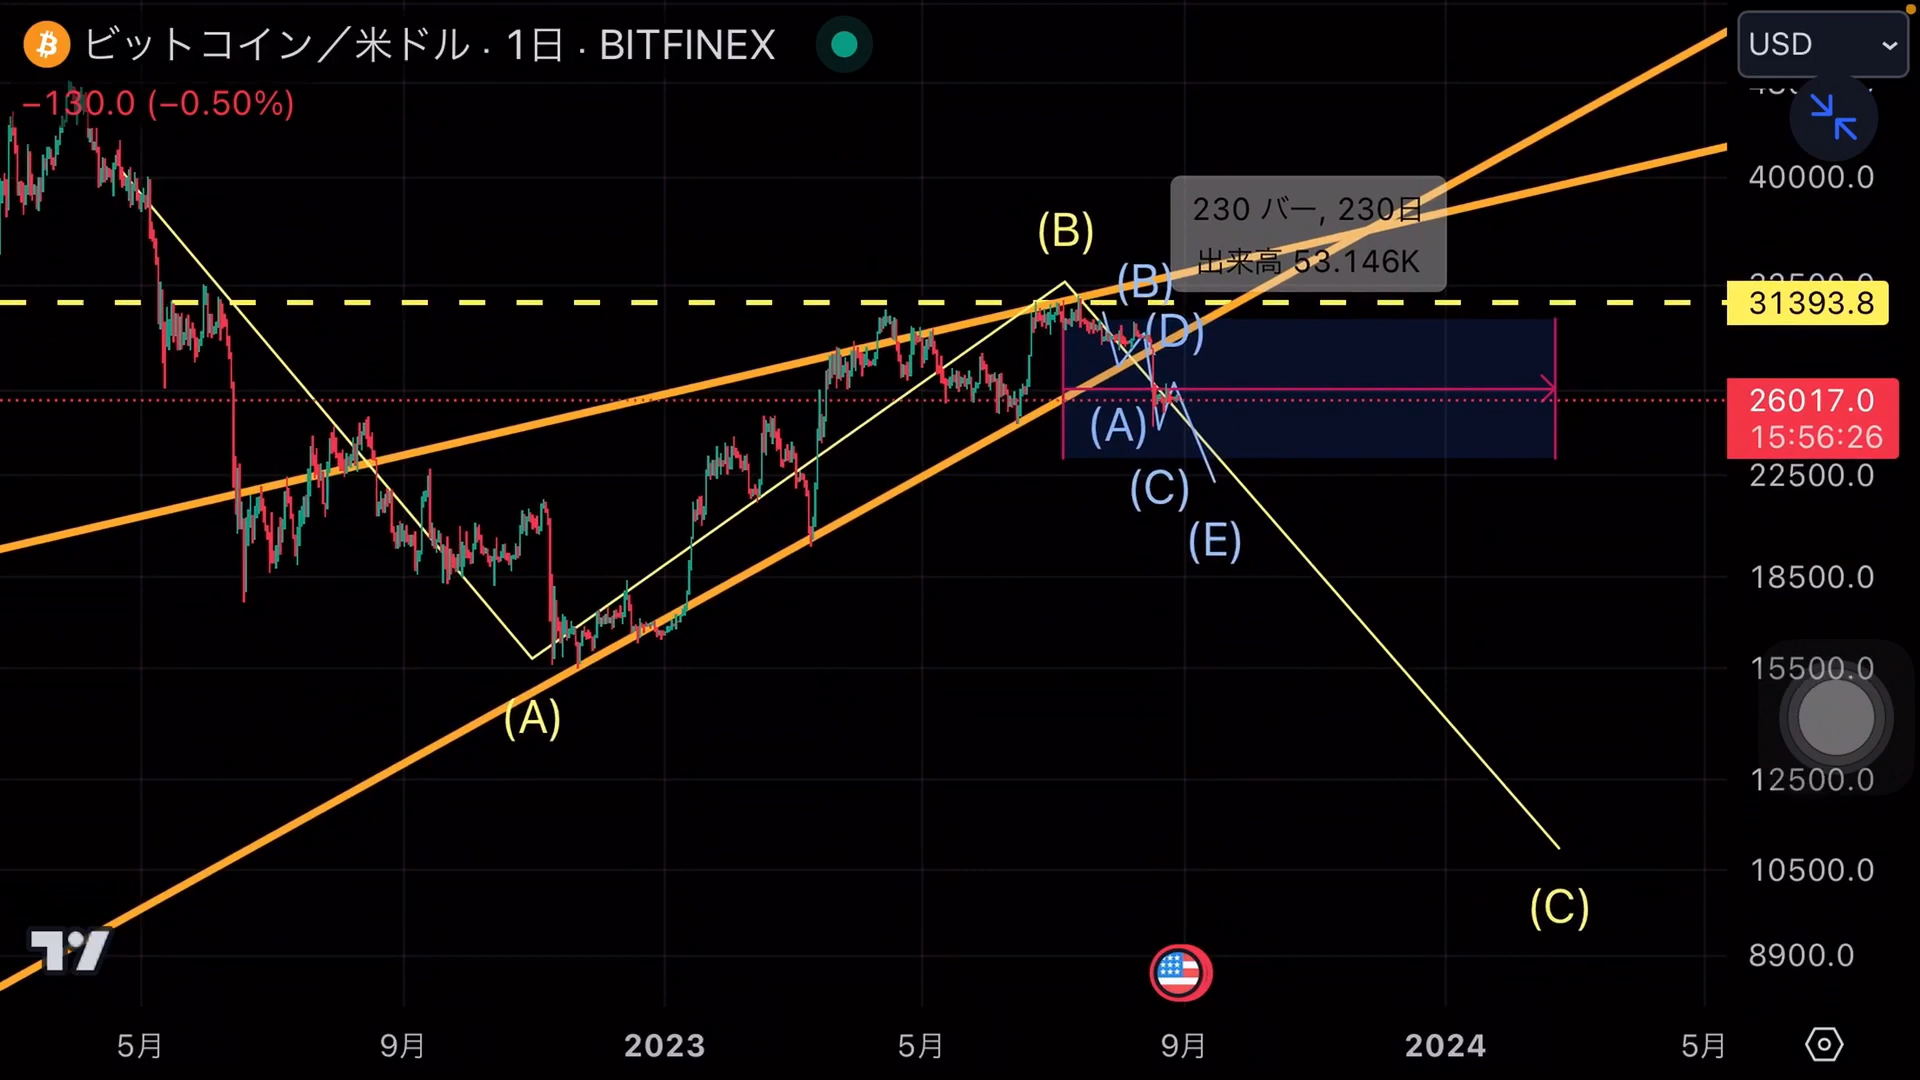 ビットコイン／米ドル · 1日 · BITFINEX
USD
−130.0 (−0.50%)
40000.0
230 バー, 230日
出来高 53.146K
(B)
(B)
31393.8
(D)
26017.0
15:56:26
(A)
22500.0
(C)
(E)
18500.0
15500.0
(A)
12500.0
10500.0
(C)
8900.0
5月
9月
2023
5月
9月
2024
5月